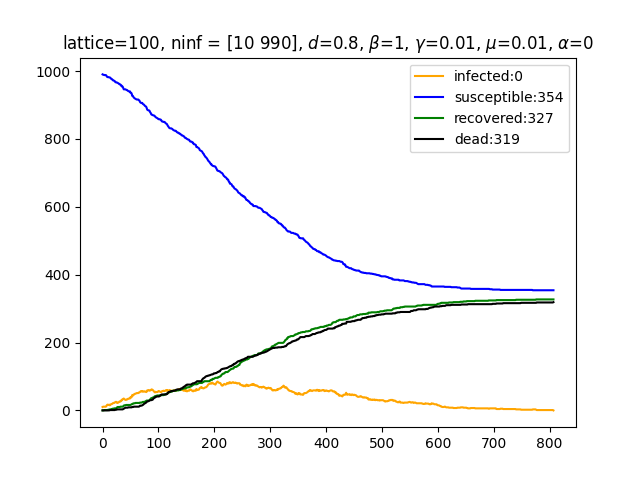 lattice=100, ninf = [10 990], d=0.8, β=1, γ=0.01, μ=0.01, α=0
1000
800
600
400
200
0
infected:0
susceptible:354
recovered:327
dead:319
0 100 200 300 400 500 600 700 800